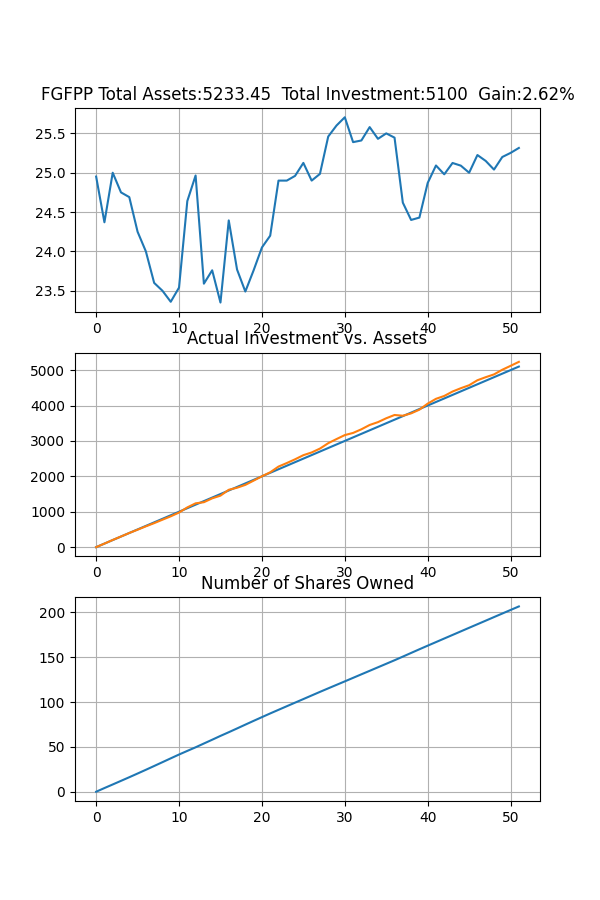 FGFPP Total Assets:5233.45  Total Investment:5100  Gain:2.62%
25.5
25.0
24.5
24.0
23.5
0 10 20 30 40 50
Actual Investment vs. Assets
5000
4000
3000
2000
1000
0
0 10 20 30 40 50
Number of Shares Owned
200
150
100
50
0
0 10 20 30 40 50